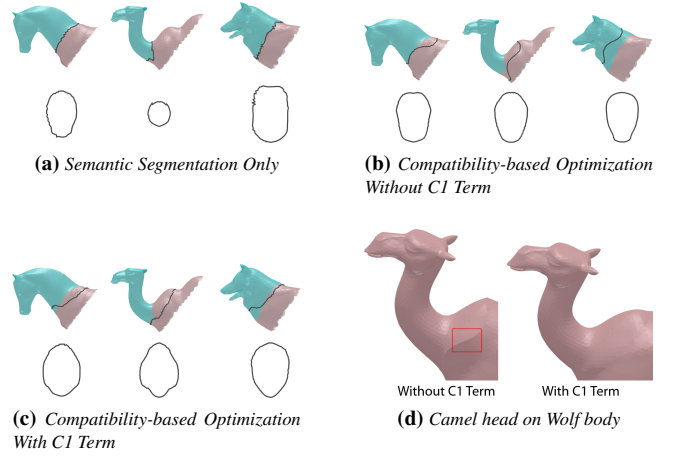 (a) Semantic Segmentation Only
(b) Compatibility-based Optimization
Without C1 Term
(c) Compatibility-based Optimization
With C1 Term
Without C1 Term
With C1 Term
(d) Camel head on Wolf body